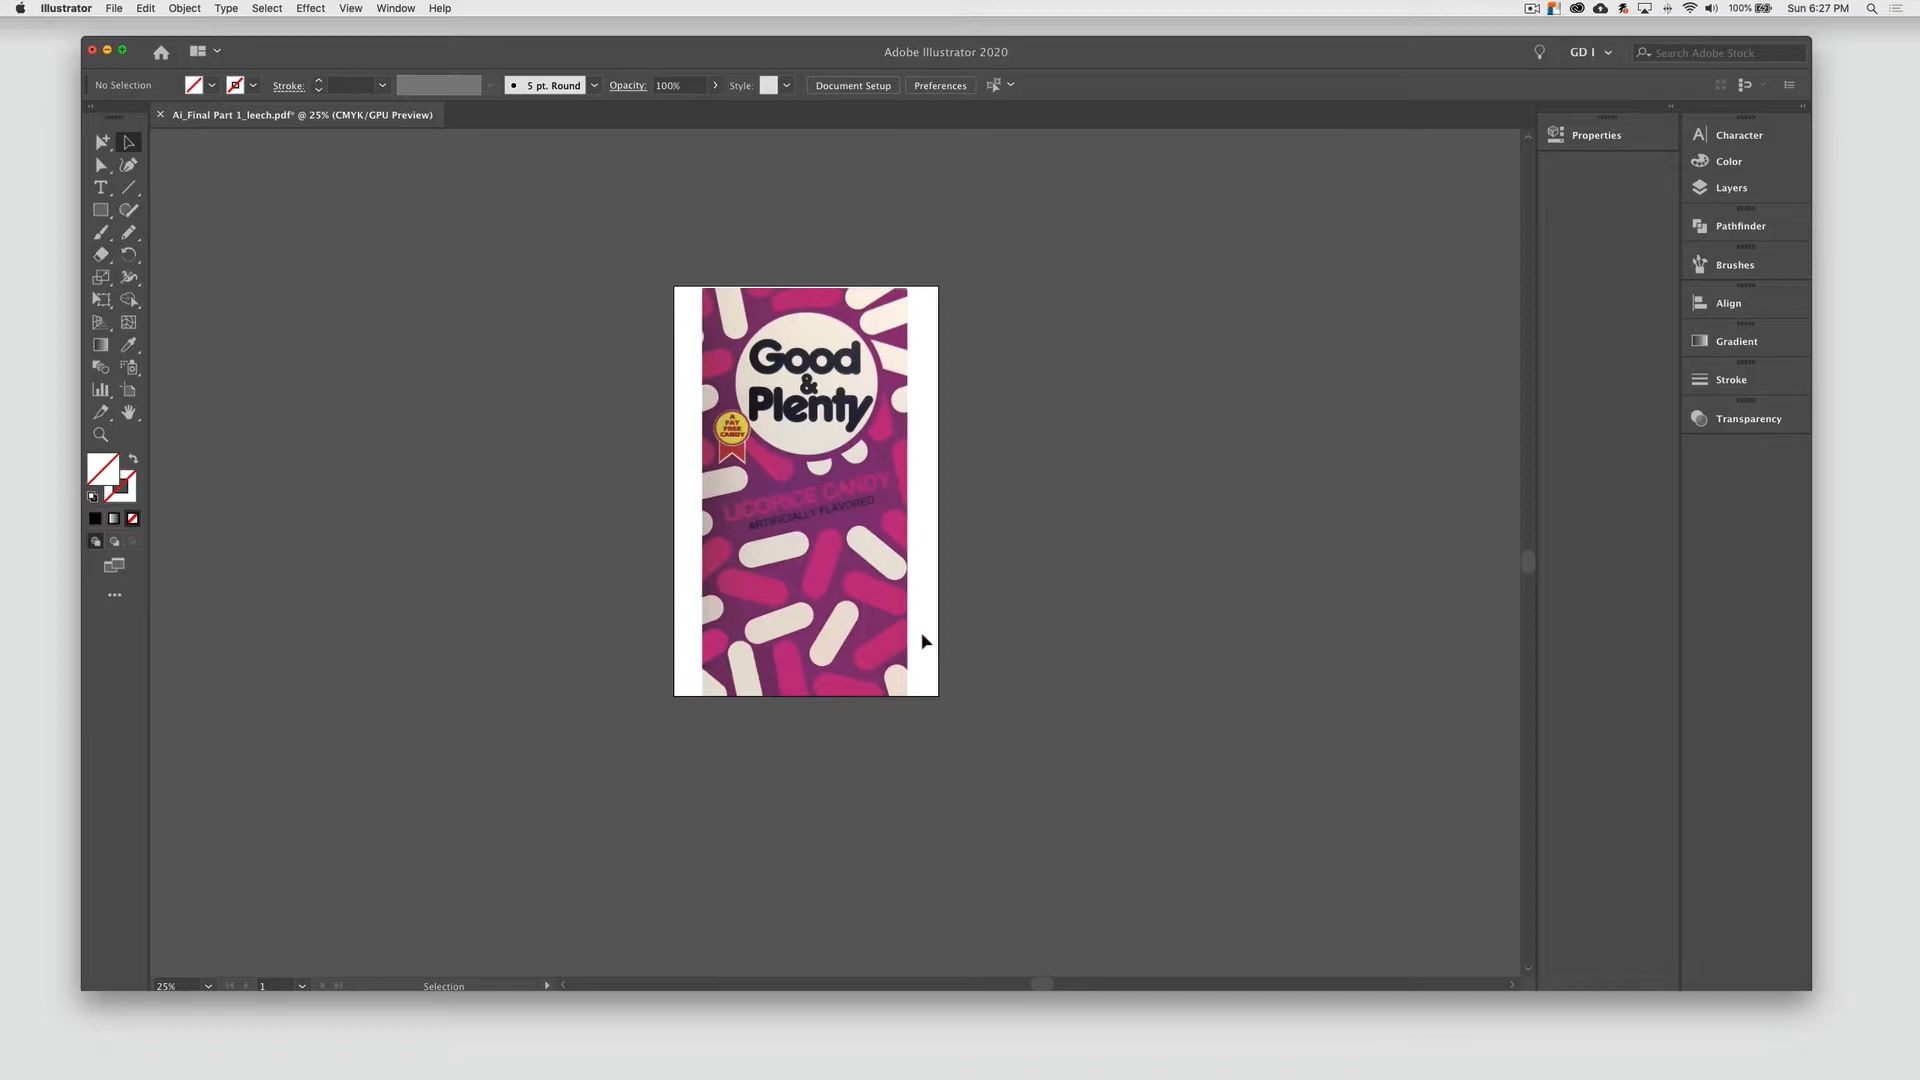 Illustrator File Edit Object Type Select Effect View Window Help 100% Sun 6:27 PM
Adobe Illustrator 2020 GD I Search Adobe Stock
No Selection Stroke: 5 pt. Round Opacity: 100% Style: Document Setup Preferences
Ai_Final Part 1_leech.pdf* @ 25% (CMYK/GPU Preview)
Properties
Character
Color
Layers
Pathfinder
Brushes
Align
Gradient
Stroke
Transparency
Good
&
Plenty
A
FAT
FREE
CANDY
LICORICE CANDY
ARTIFICIALLY FLAVORED
25% 1 Selection